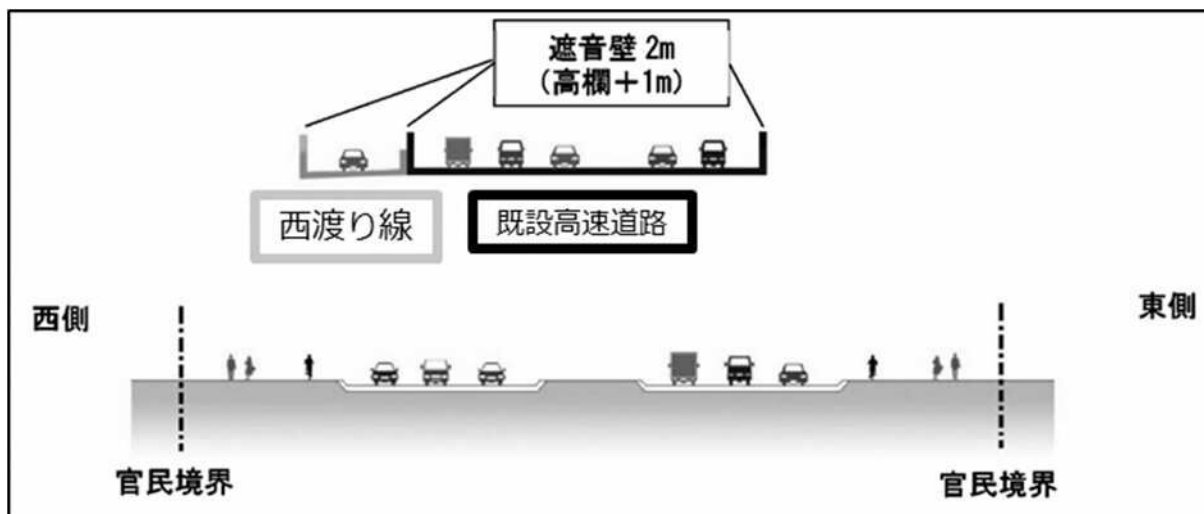 遮音壁 2m
(高欄＋1m)
西渡り線
既設高速道路
西側
東側
官民境界
官民境界